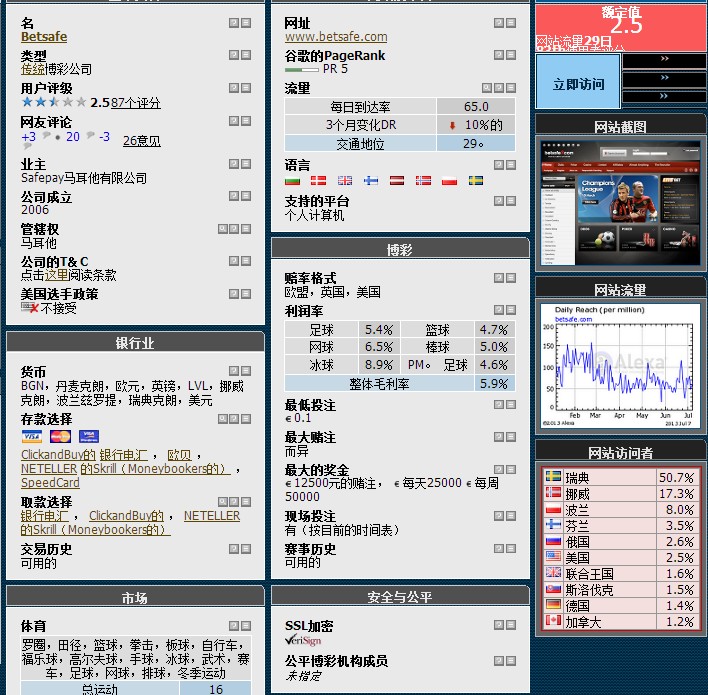 名
Betsafe
类型
传统博彩公司
用户评级
2.5 87个评分
网友评论
+3 20 -3 26意见
业主
Safepay马耳他有限公司
公司成立
2006
管辖权
马耳他
公司的T& C
点击这里阅读条款
美国选手政策
不接受
银行业
货币
BGN，丹麦克朗，欧元，英镑，LVL，挪威
克朗，波兰兹罗提，瑞典克朗，美元
存款选择
VISA
ClickandBuy的 银行电汇 ， 欧贝 ，
NETELLER 的Skrill（Moneybookers的） ，
SpeedCard
取款选择
银行电汇 ， ClickandBuy的 ， NETELLER
的Skrill（Moneybookers的）
交易历史
可用的
市场
体育
罗圈，田径，篮球，拳击，板球，自行车，
福乐球，高尔夫球，手球，冰球，武术，赛
车，足球，网球，排球，冬季运动
总运动 16
网址
www.betsafe.com
谷歌的PageRank
PR 5
流量
每日到达率 65.0
3个月变化DR 10%的
交通地位 29。
语言
支持的平台
个人计算机
博彩
赔率格式
欧盟，英国，美国
利润率
足球 5.4% 篮球 4.7%
网球 6.5% 棒球 5.0%
冰球 8.9% PM。 足球 4.6%
整体毛利率 5.9%
最低投注
€ 0.1
最大赌注
而异
最大的奖金
€ 12500元的赌注， € 每天25000 € 每周
50000
现场投注
有（按目前的时间表）
赛事历史
可用的
安全与公平
SSL加密
VeriSign
公平博彩机构成员
未指定
额定值
2.5
网站流量29日
立即访问
网站截图
betsafe.com
Champions
League
网站流量
Daily Reach (per million)
betsafe.com
200
150
100
50
0
Alexa
Feb Mar Apr May Jun Jul
©2013 Alexa 2013 Jul 7
网站访问者
瑞典 50.7%
挪威 17.3%
波兰 8.0%
芬兰 3.5%
俄国 2.6%
美国 2.5%
联合王国 1.6%
斯洛伐克 1.5%
德国 1.4%
加拿大 1.2%